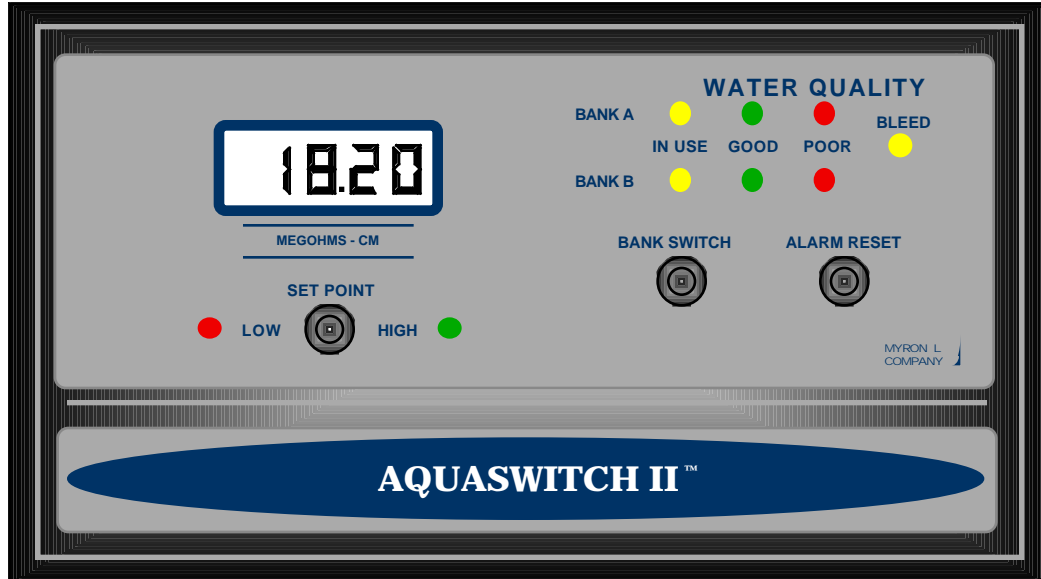 WATER QUALITY
BANK A
BLEED
IN USE GOOD POOR
BANK B
18.20
MEGOHMS - CM
BANK SWITCH ALARM RESET
SET POINT
LOW HIGH
MYRON L
COMPANY
AQUASWITCH II™